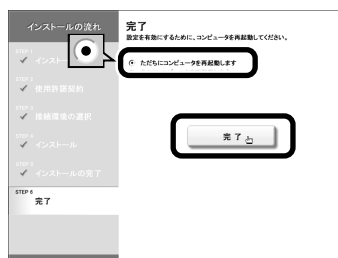 インストールの流れ
STEP 1
インスト
STEP 2
使用許諾契約
STEP 3
接続環境の選択
STEP 4
インストール
STEP 5
インストールの完了
STEP 6
完了
完了
設定を有効にするために、コンピュータを再起動してください。
ただちにコンピュータを再起動します
完了